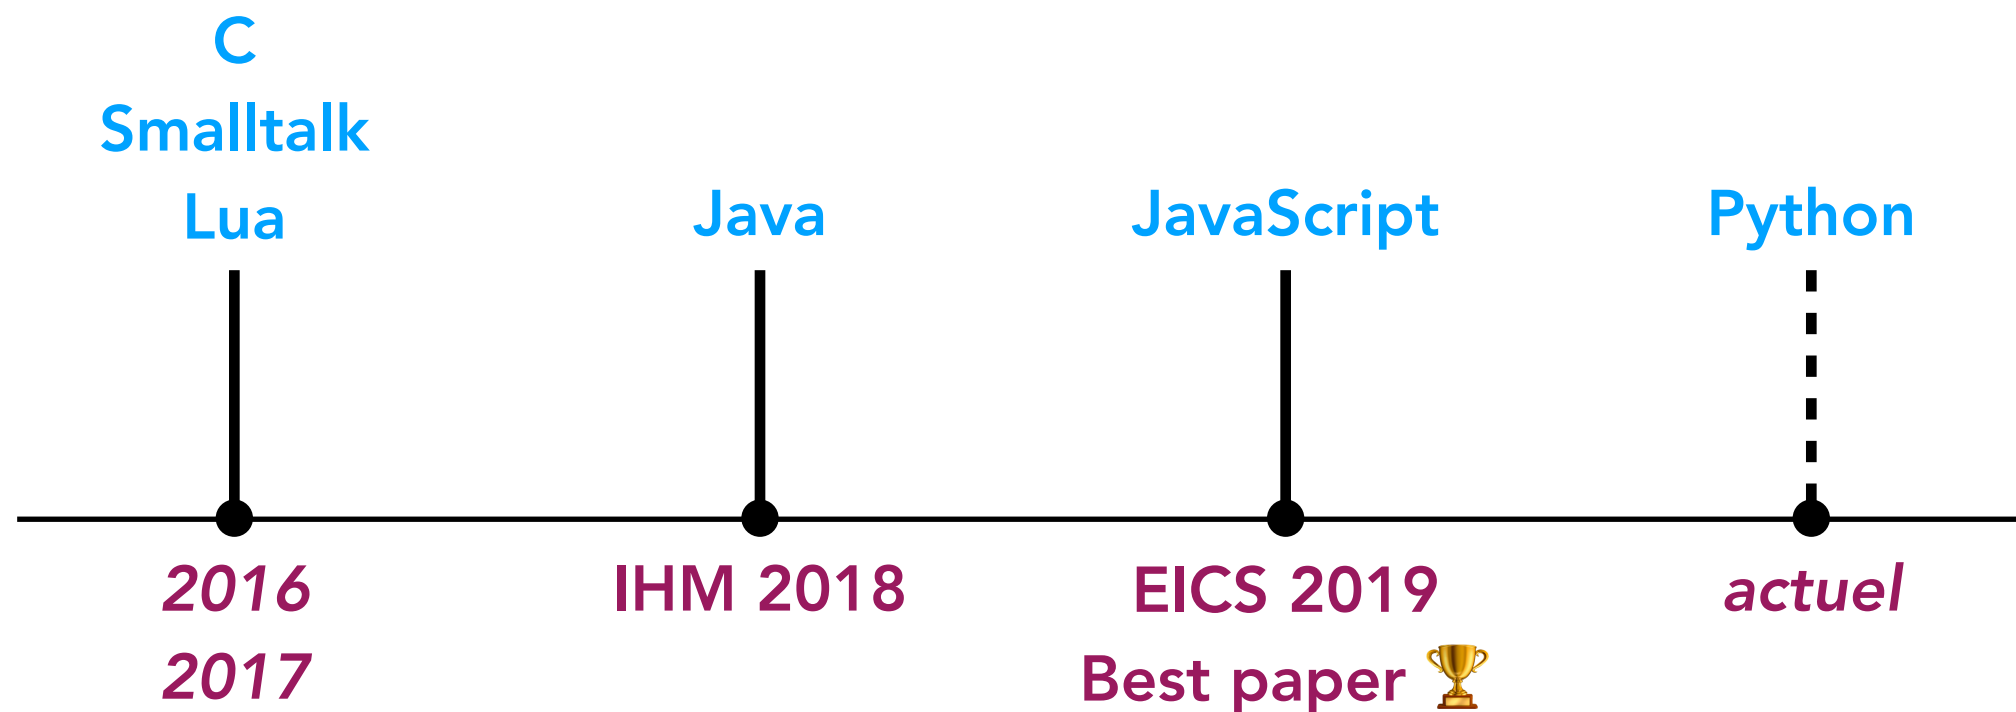 C
Smalltalk
Lua
Java
JavaScript
Python
2016
2017
IHM 2018
EICS 2019
Best paper 🏆
actuel